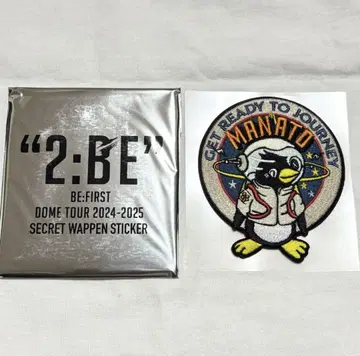 "2:BE"
BE:FIRST
DOME TOUR 2024-2025
SECRET WAPPEN STICKER
GET READY TO JOURNEY
MANATO